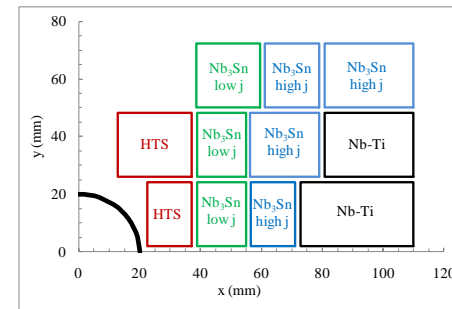 80
60
40
20
0
y (mm)
Nb₃Sn
low j
Nb₃Sn
high j
Nb₃Sn
high j
HTS
Nb₃Sn
low j
Nb₃Sn
high j
Nb-Ti
HTS
Nb₃Sn
low j
Nb₃Sn
high j
Nb-Ti
0 20 40 60 80 100 120
x (mm)